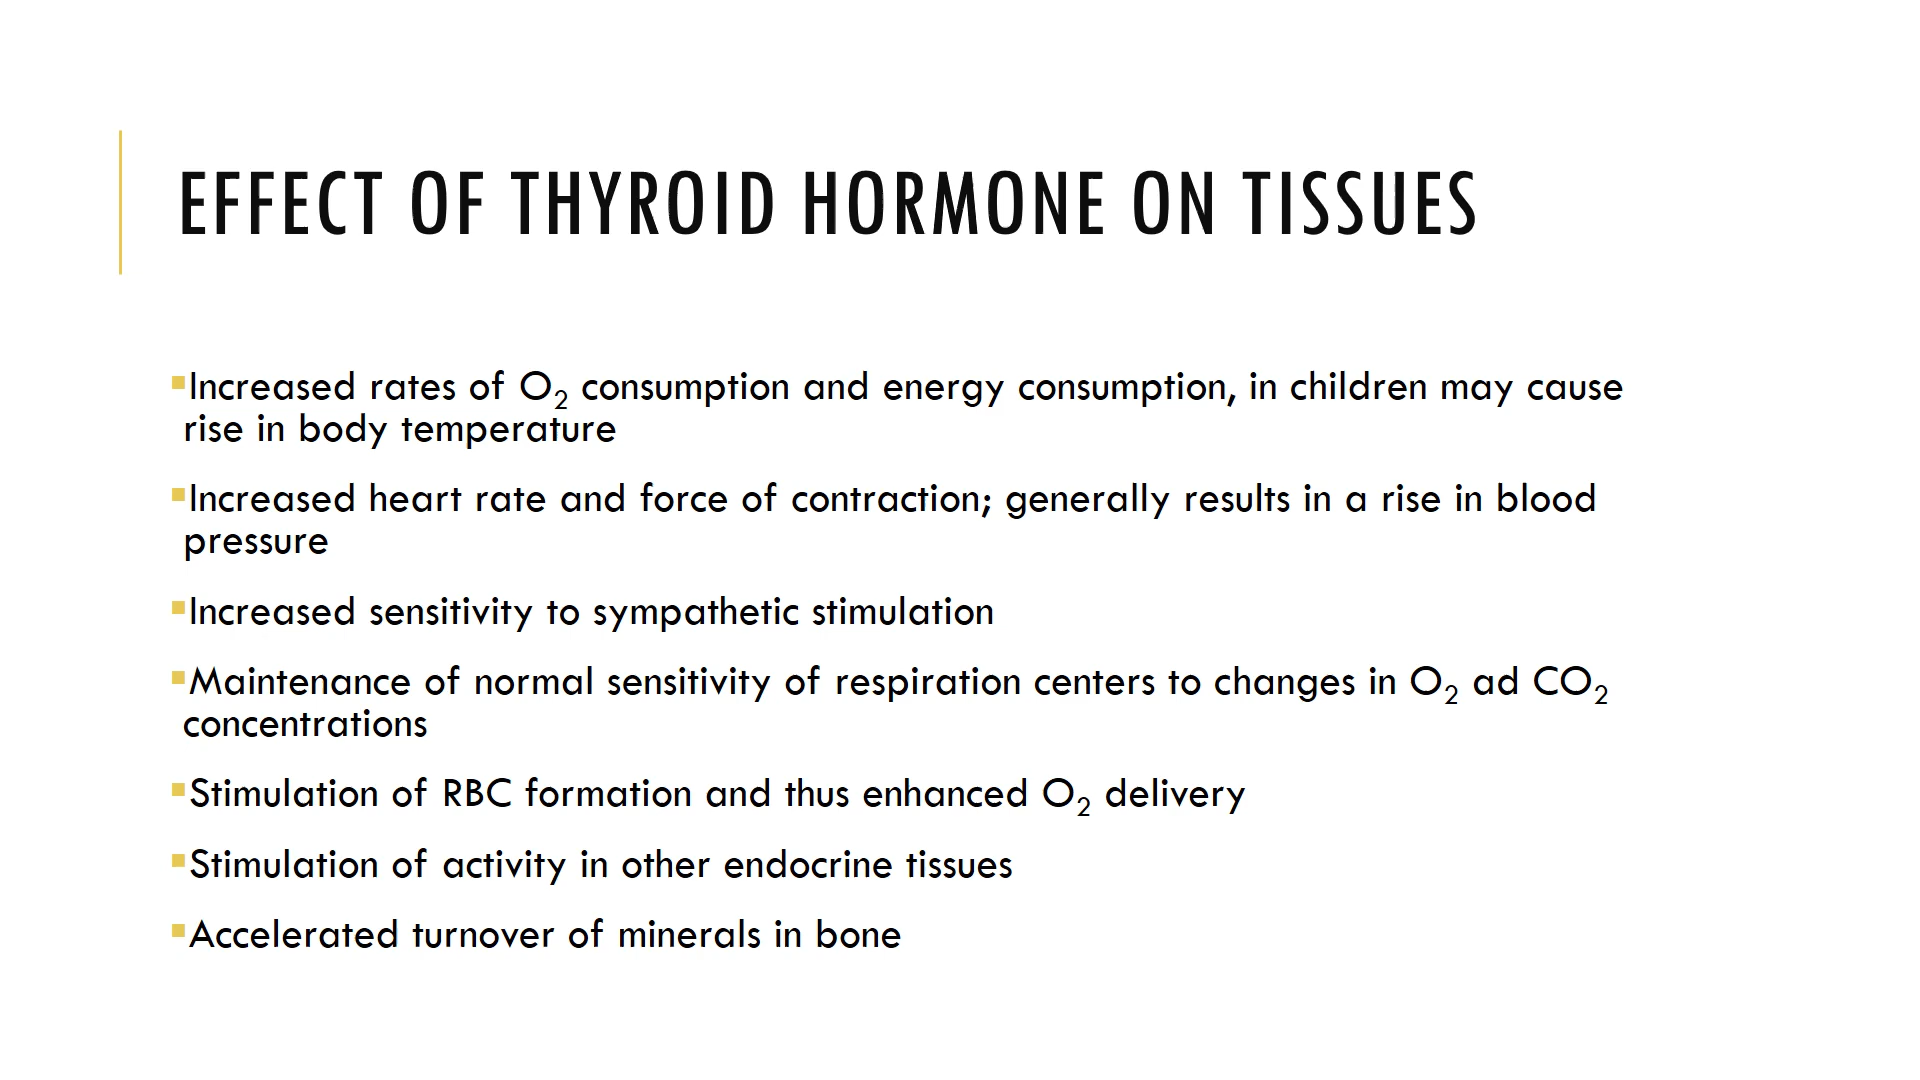 EFFECT OF THYROID HORMONE ON TISSUES
▪Increased rates of O₂ consumption and energy consumption, in children may cause
rise in body temperature
▪Increased heart rate and force of contraction; generally results in a rise in blood
pressure
▪Increased sensitivity to sympathetic stimulation
▪Maintenance of normal sensitivity of respiration centers to changes in O₂ ad CO₂
concentrations
▪Stimulation of RBC formation and thus enhanced O₂ delivery
▪Stimulation of activity in other endocrine tissues
▪Accelerated turnover of minerals in bone